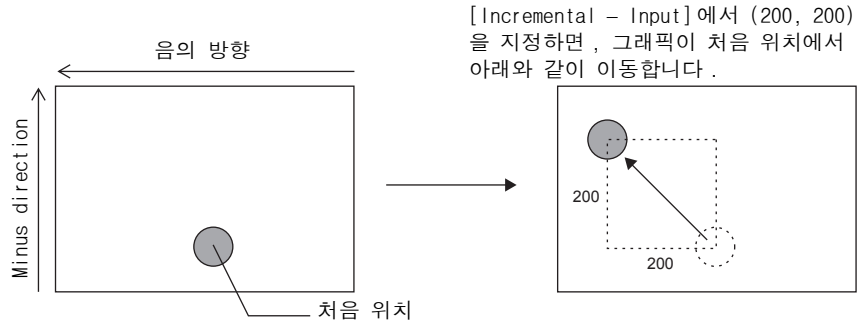 [Incremental – Input]에서 (200, 200)
을 지정하면 , 그래픽이 처음 위치에서
아래와 같이 이동합니다 .
음의 방향
Minus direction
처음 위치
200
200